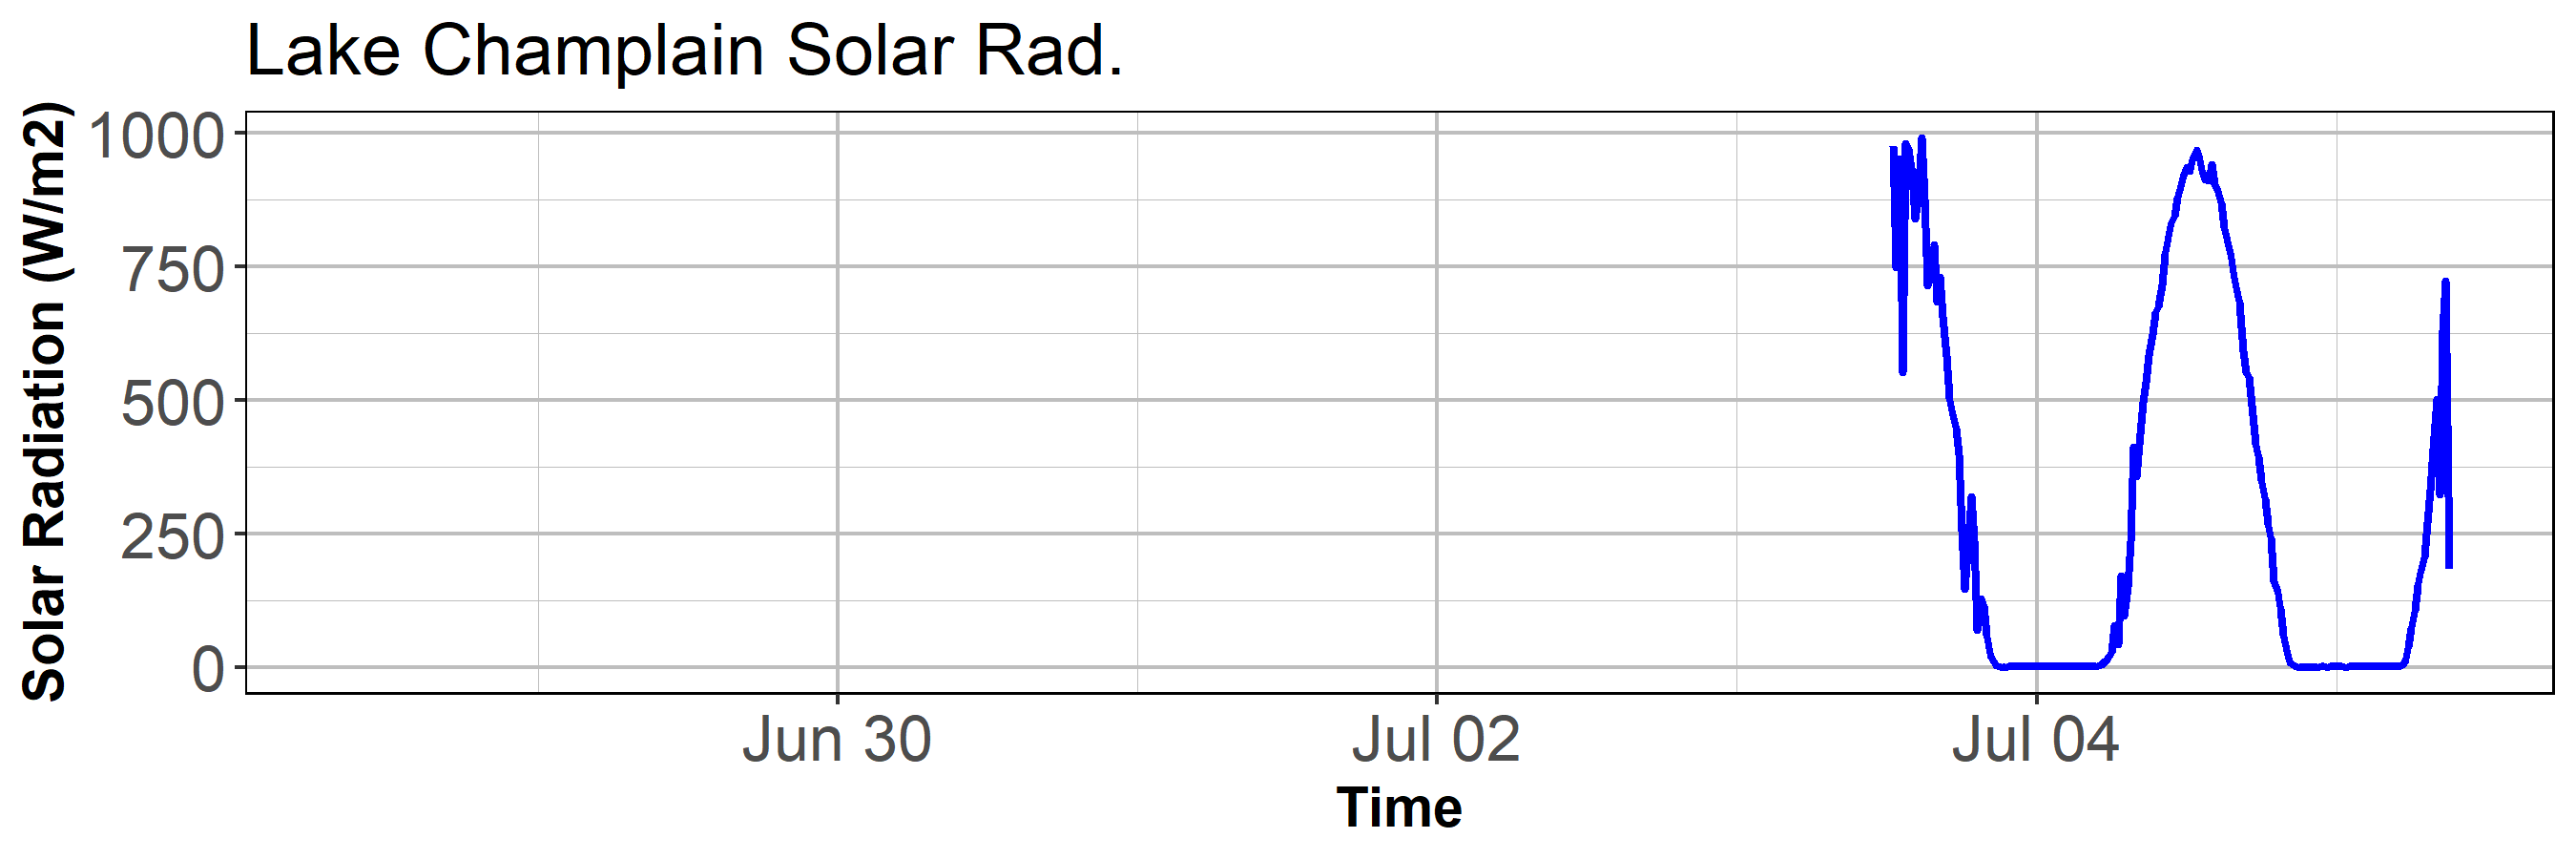 Lake Champlain Solar Rad.
Solar Radiation (W/m2)
1000
750
500
250
0
Jun 30
Jul 02
Jul 04
Time